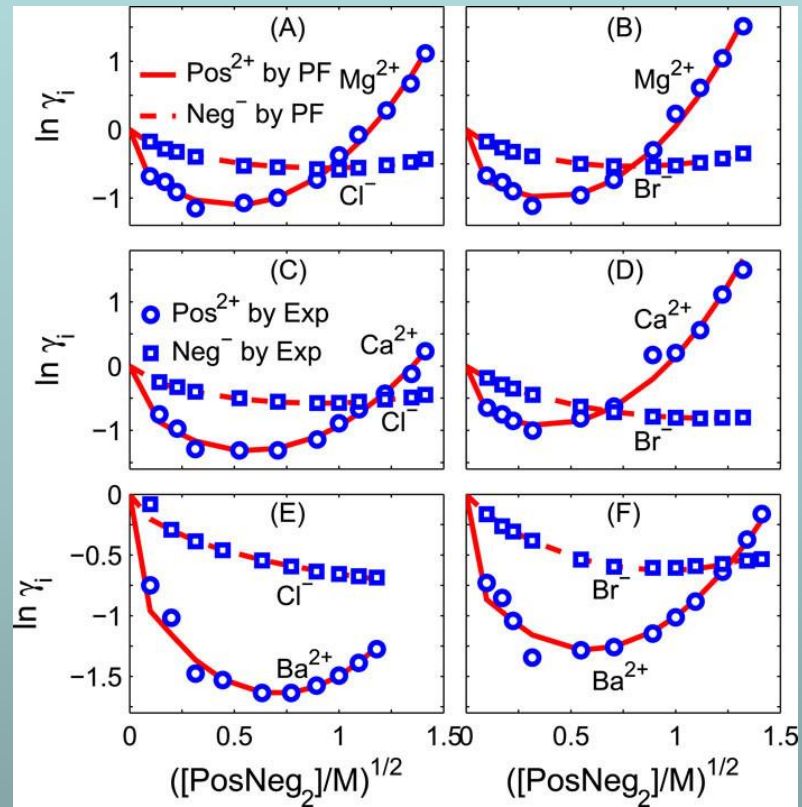 (A)
(B)
1
0
−1
ln γi
Pos2+ by PF
Neg− by PF
Mg2+
Cl−
Mg2+
Br−
(C)
(D)
1
0
−1
ln γi
Pos2+ by Exp
Neg− by Exp
Ca2+
Cl−
Ca2+
Br−
(E)
(F)
0
−0.5
−1
−1.5
ln γi
Cl−
Ba2+
Br−
Ba2+
0 0.5 1 1.5
0 0.5 1 1.5
([PosNeg2]/M)1/2
([PosNeg2]/M)1/2